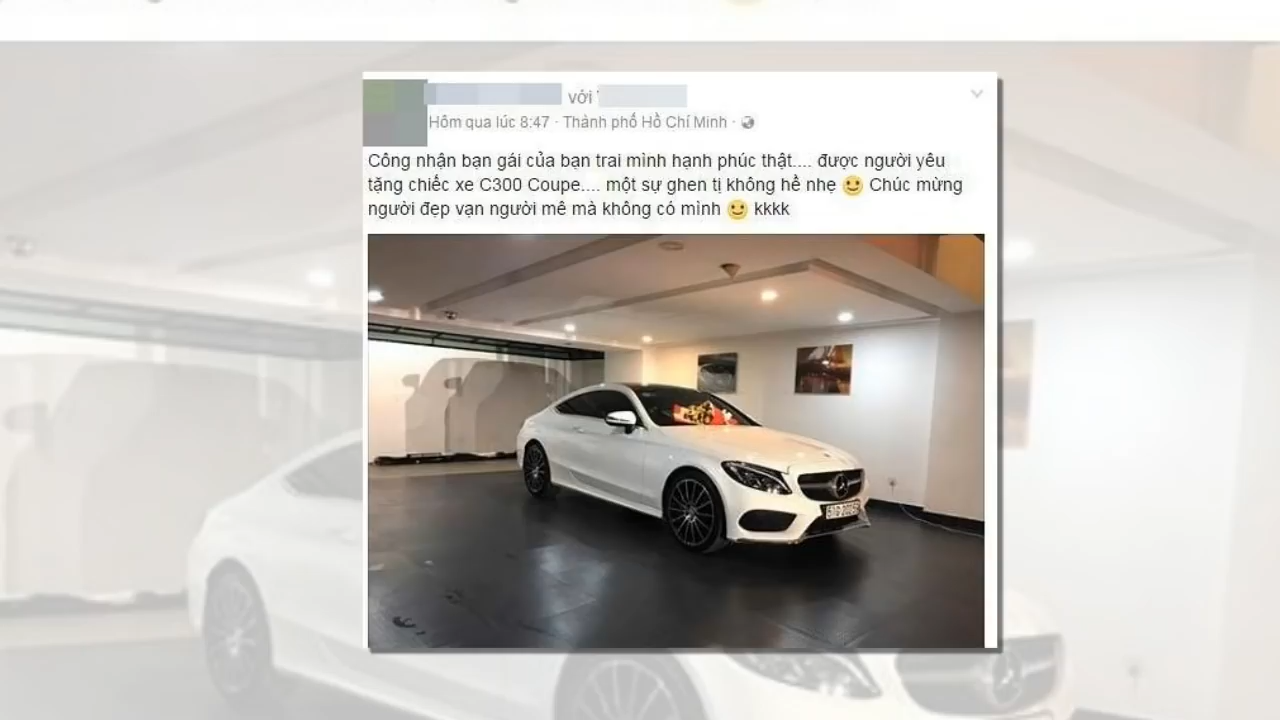 với
Hôm qua lúc 8:47 · Thành phố Hồ Chí Minh ·
Công nhận bạn gái của bạn trai mình hạnh phúc thật.... được người yêu
tặng chiếc xe C300 Coupe.... một sự ghen tị không hề nhẹ 🙂 Chúc mừng
người đẹp vạn người mê mà không có mình 🙂 kkkk